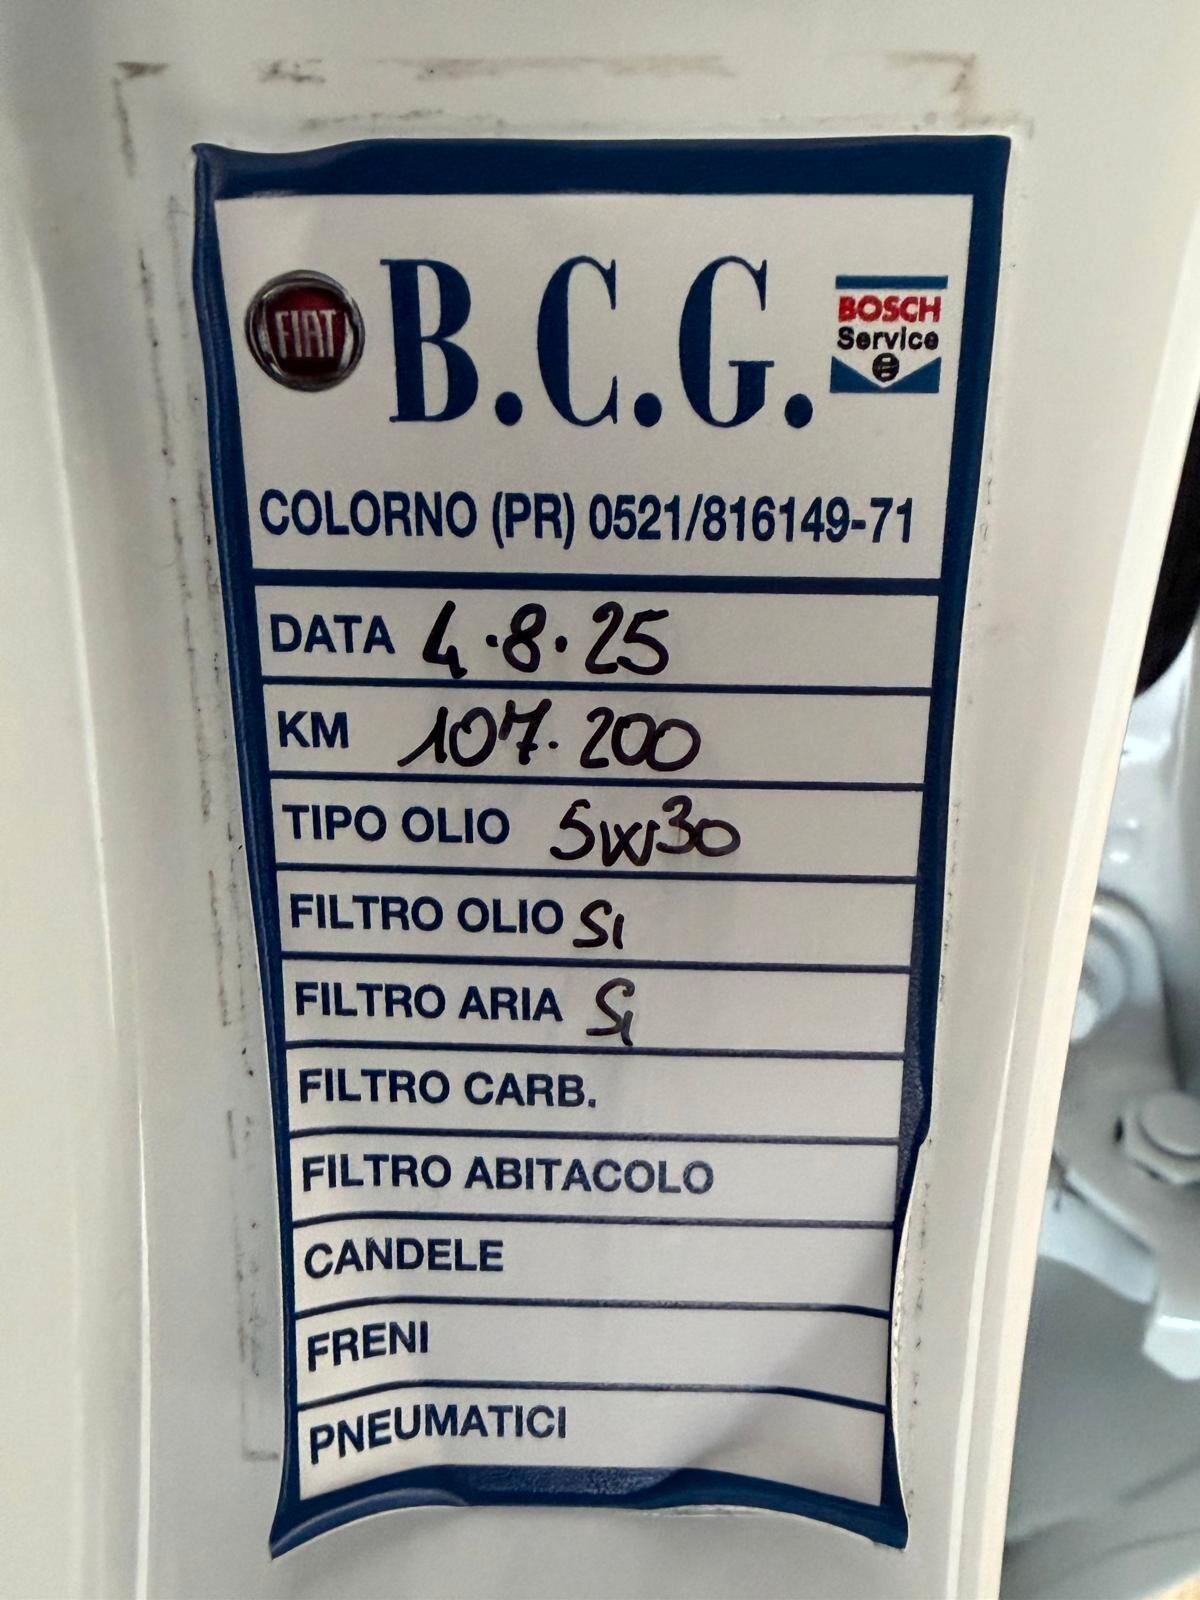 FIAT B.C.G. BOSCH Service
COLORNO (PR) 0521/816149-71
DATA 4.8.25
KM 107.200
TIPO OLIO 5W30
FILTRO OLIO SI
FILTRO ARIA SI
FILTRO CARB.
FILTRO ABITACOLO
CANDELE
FRENI
PNEUMATICI